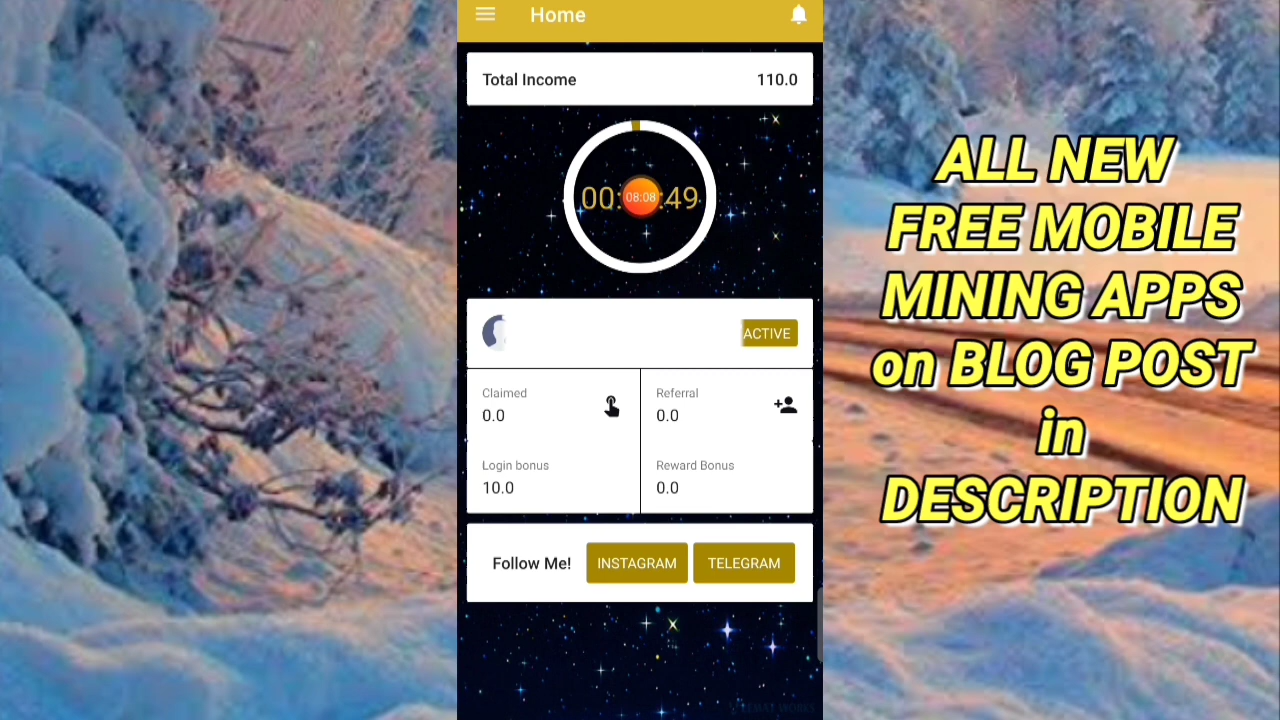 Home
Total Income 110.0
00: 08:08 :49
ACTIVE
Claimed
0.0
Referral
0.0
Login bonus
10.0
Reward Bonus
0.0
Follow Me! INSTAGRAM TELEGRAM
ALL NEW
FREE MOBILE
MINING APPS
on BLOG POST
in
DESCRIPTION